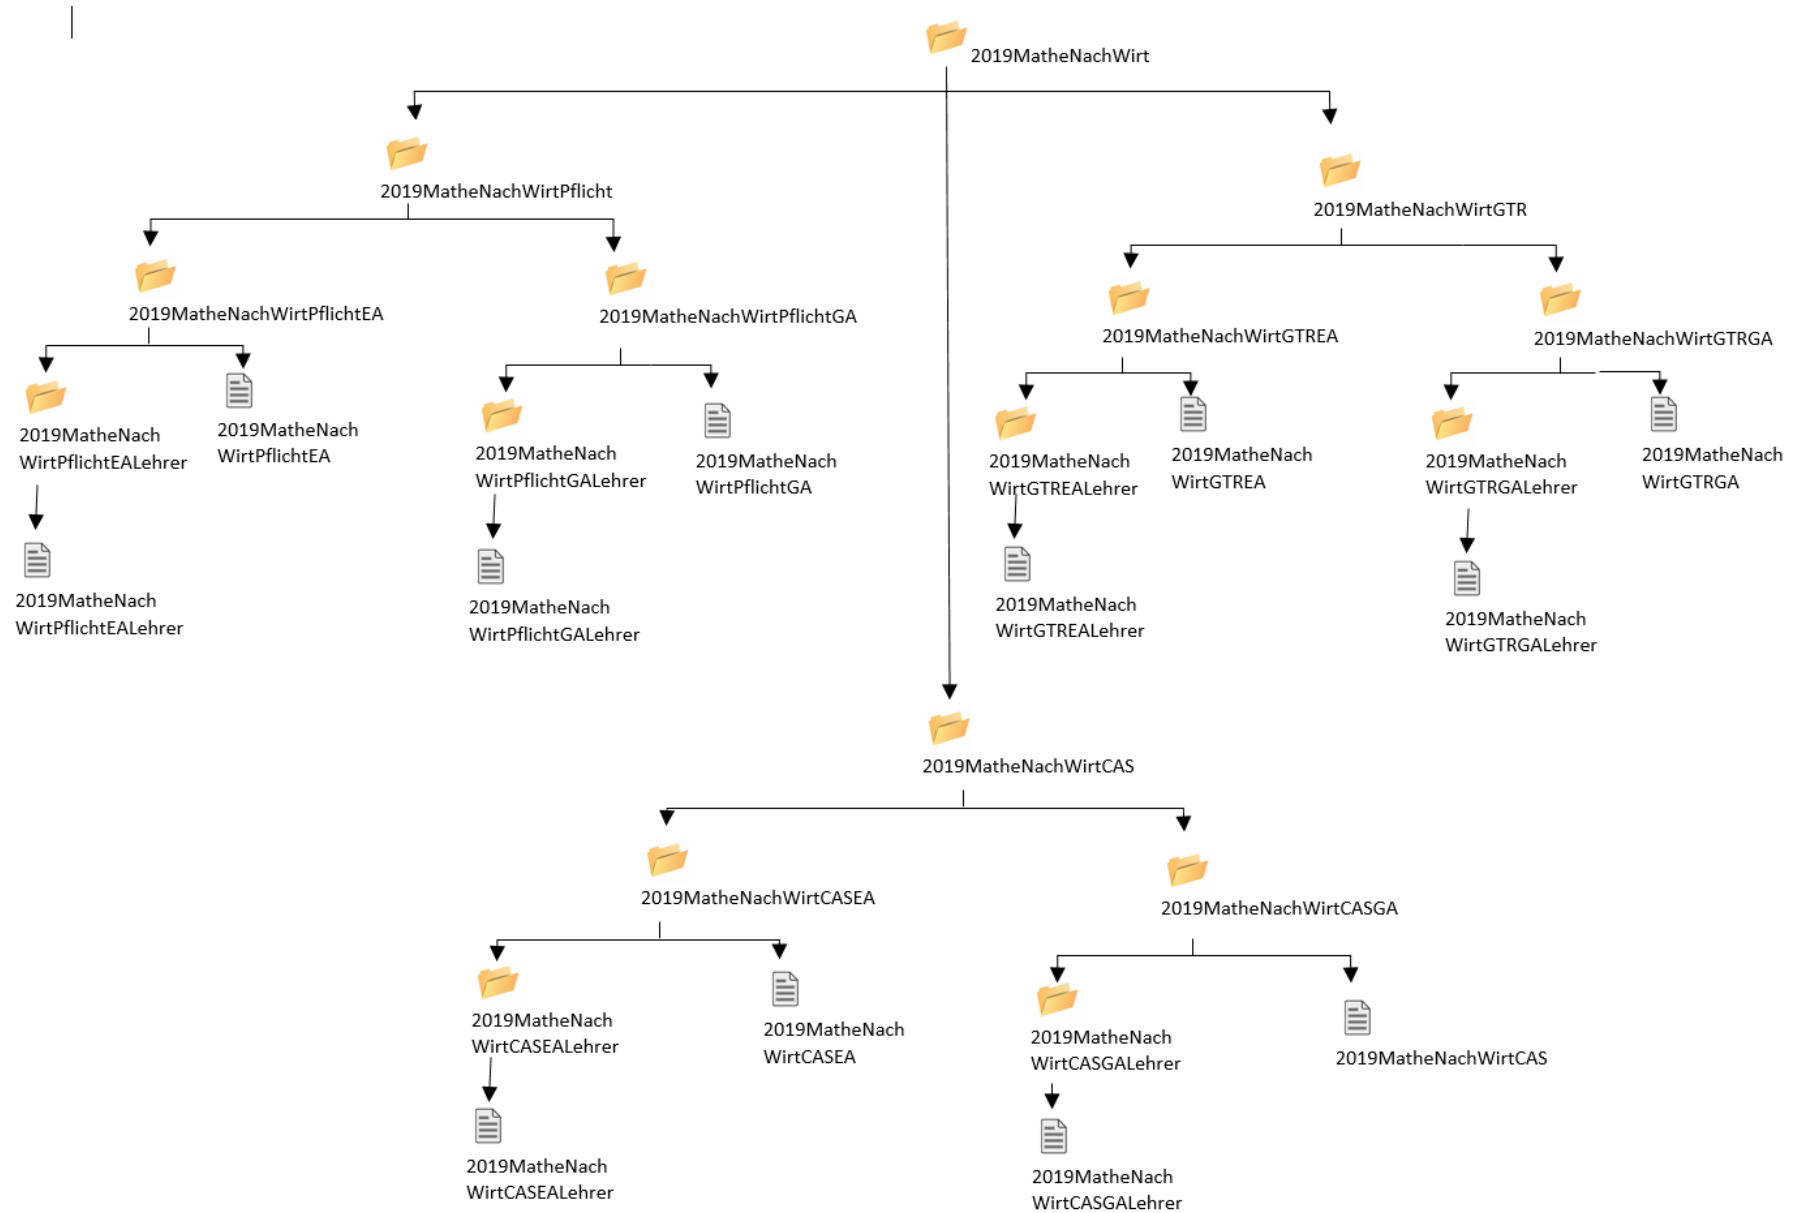 2019MatheNachWirt
2019MatheNachWirtPflicht
2019MatheNachWirtGTR
2019MatheNachWirtPflichtEA
2019MatheNachWirtPflichtGA
2019MatheNachWirtGTREA
2019MatheNachWirtGTRGA
2019MatheNach
WirtPflichtEALehrer
2019MatheNach
WirtPflichtEA
2019MatheNach
WirtPflichtGALehrer
2019MatheNach
WirtPflichtGA
2019MatheNach
WirtGTREALehrer
2019MatheNach
WirtGTREA
2019MatheNach
WirtGTRGALehrer
2019MatheNach
WirtGTRGA
2019MatheNach
WirtPflichtEALehrer
2019MatheNach
WirtPflichtGALehrer
2019MatheNach
WirtGTREALehrer
2019MatheNach
WirtGTRGALehrer
2019MatheNachWirtCAS
2019MatheNachWirtCASEA
2019MatheNachWirtCASGA
2019MatheNach
WirtCASEALehrer
2019MatheNach
WirtCASEA
2019MatheNach
WirtCASGALehrer
2019MatheNachWirtCAS
2019MatheNach
WirtCASEALehrer
2019MatheNach
WirtCASGALehrer